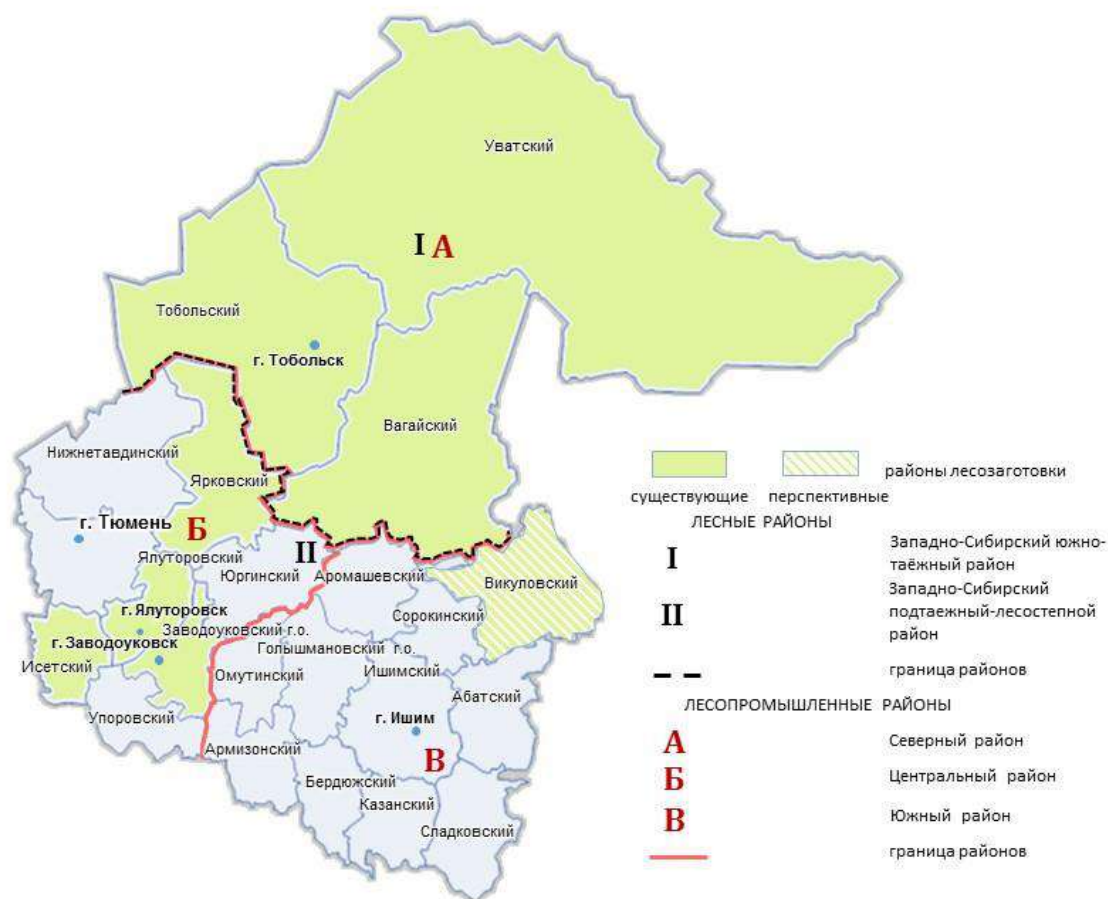 Уватский
I А
Тобольский
г. Тобольск
Вагайский
Нижнетавдинский
Ярковский
г. Тюмень
Б
II
Ялуторовский
Юргинский
Аромашевский
Викуловский
Сорокинский
г. Ялуторовск
Заводоуковский г.о.
г. Заводоуковск
Голышмановский г.о.
Исетский
Омутинский
Ишимский
Абатский
Упоровский
г. Ишим
Армизонский
В
Бердюжский
Казанский
Сладковский
районы лесозаготовки
существующие перспективные
ЛЕСНЫЕ РАЙОНЫ
I
Западно-Сибирский южно-
таёжный район
II
Западно-Сибирский
подтаежный-лесостепной
район
граница районов
ЛЕСОПРОМЫШЛЕННЫЕ РАЙОНЫ
А Северный район
Б Центральный район
В Южный район
граница районов